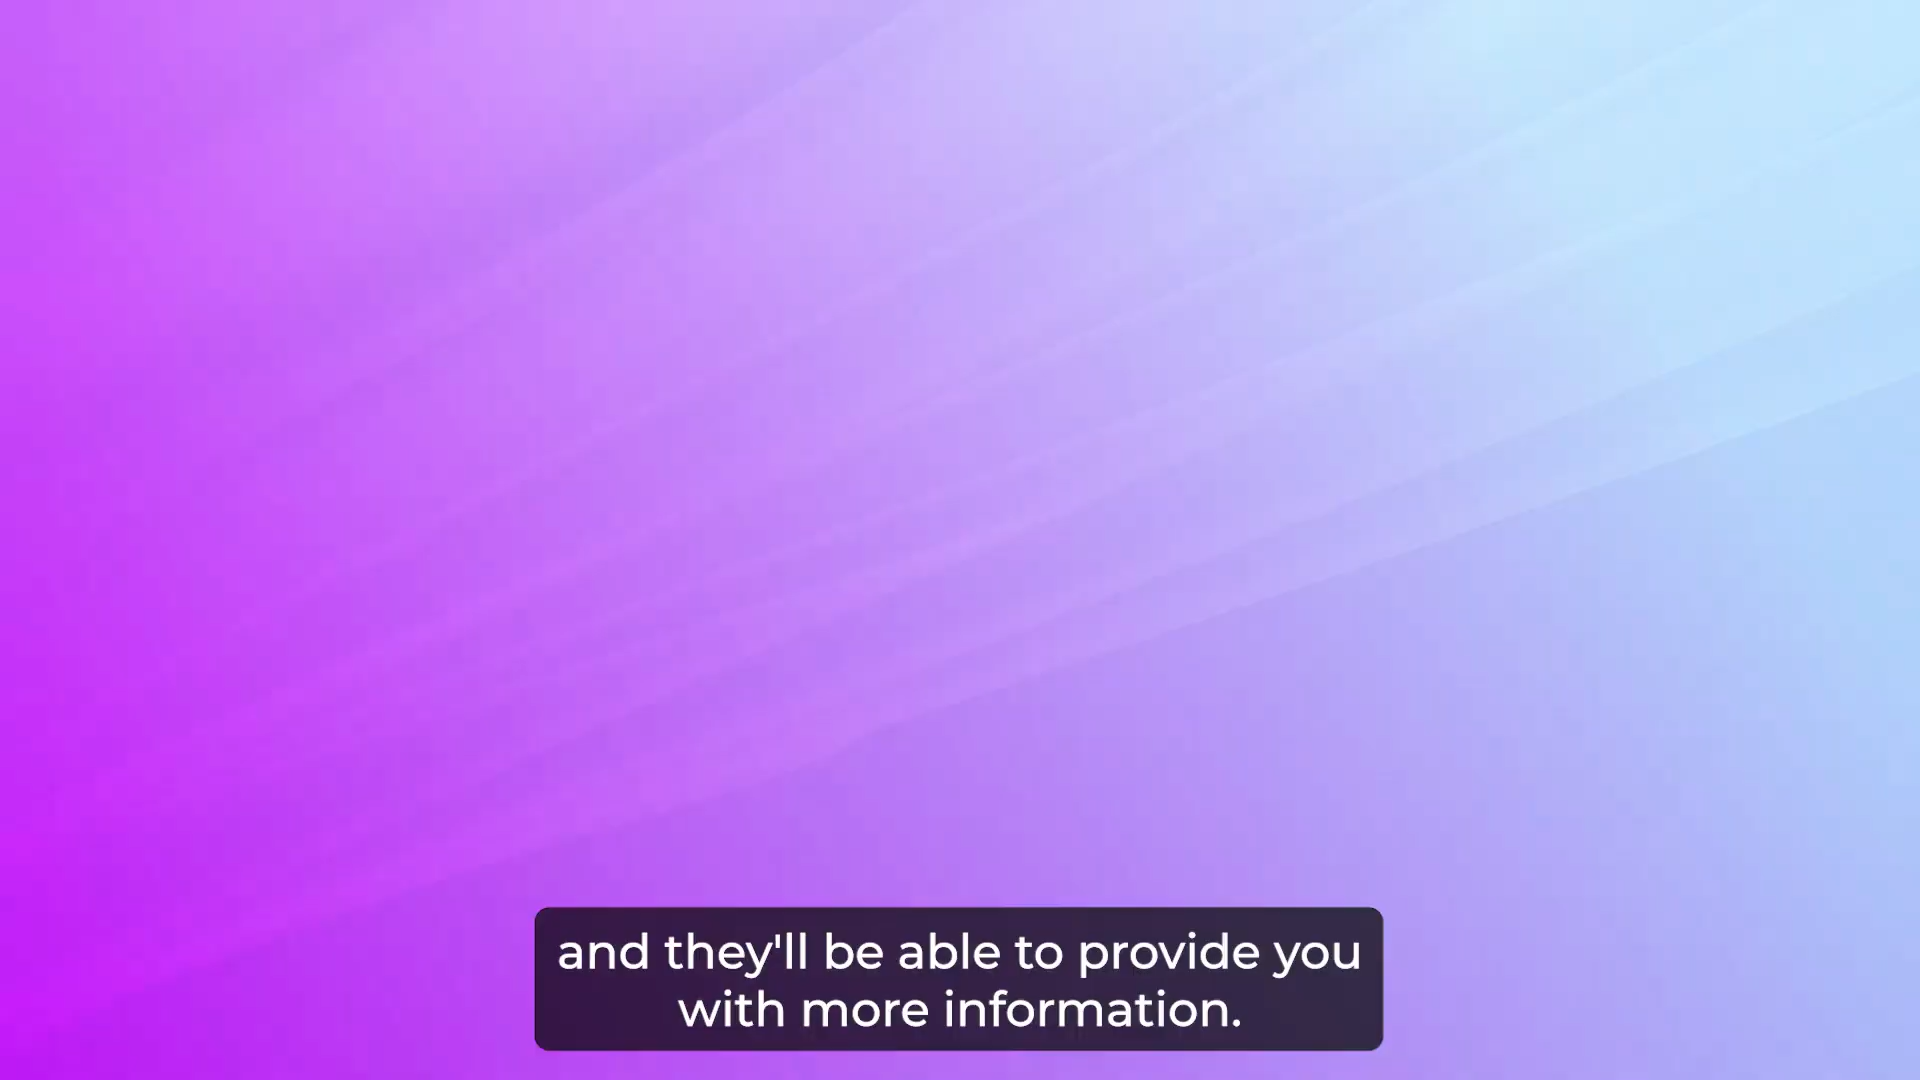 and they'll be able to provide you
with more information.